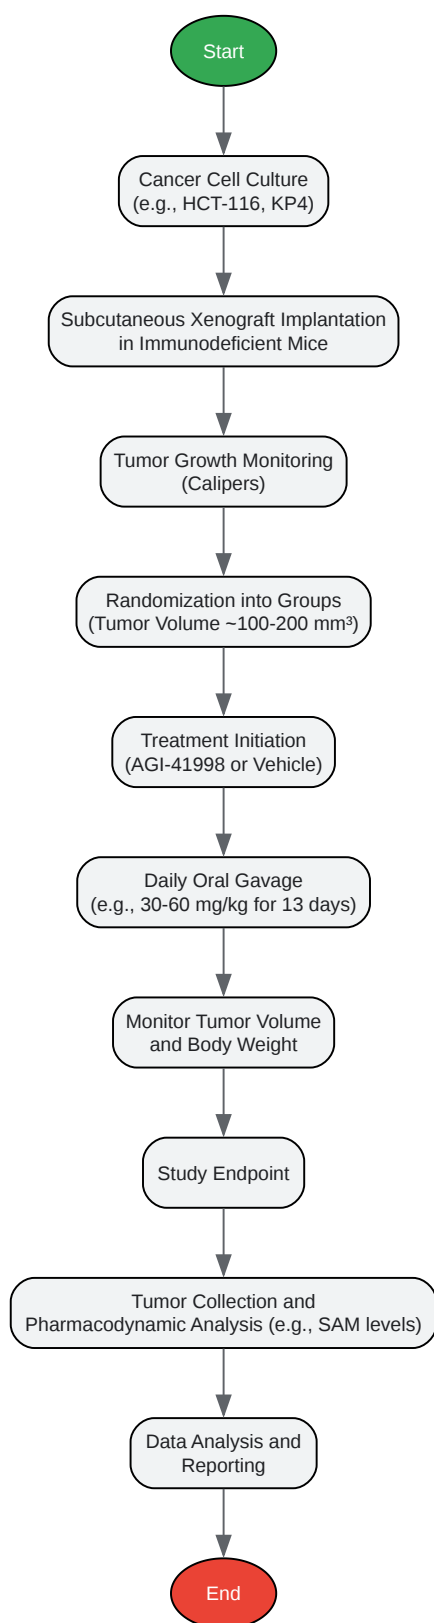 Start
Cancer Cell Culture
(e.g., HCT-116, KP4)
Subcutaneous Xenograft Implantation
in Immunodeficient Mice
Tumor Growth Monitoring
(Calipers)
Randomization into Groups
(Tumor Volume ~100-200 mm³)
Treatment Initiation
(AGI-41998 or Vehicle)
Daily Oral Gavage
(e.g., 30-60 mg/kg for 13 days)
Monitor Tumor Volume
and Body Weight
Study Endpoint
Tumor Collection and
Pharmacodynamic Analysis (e.g., SAM levels)
Data Analysis and
Reporting
End